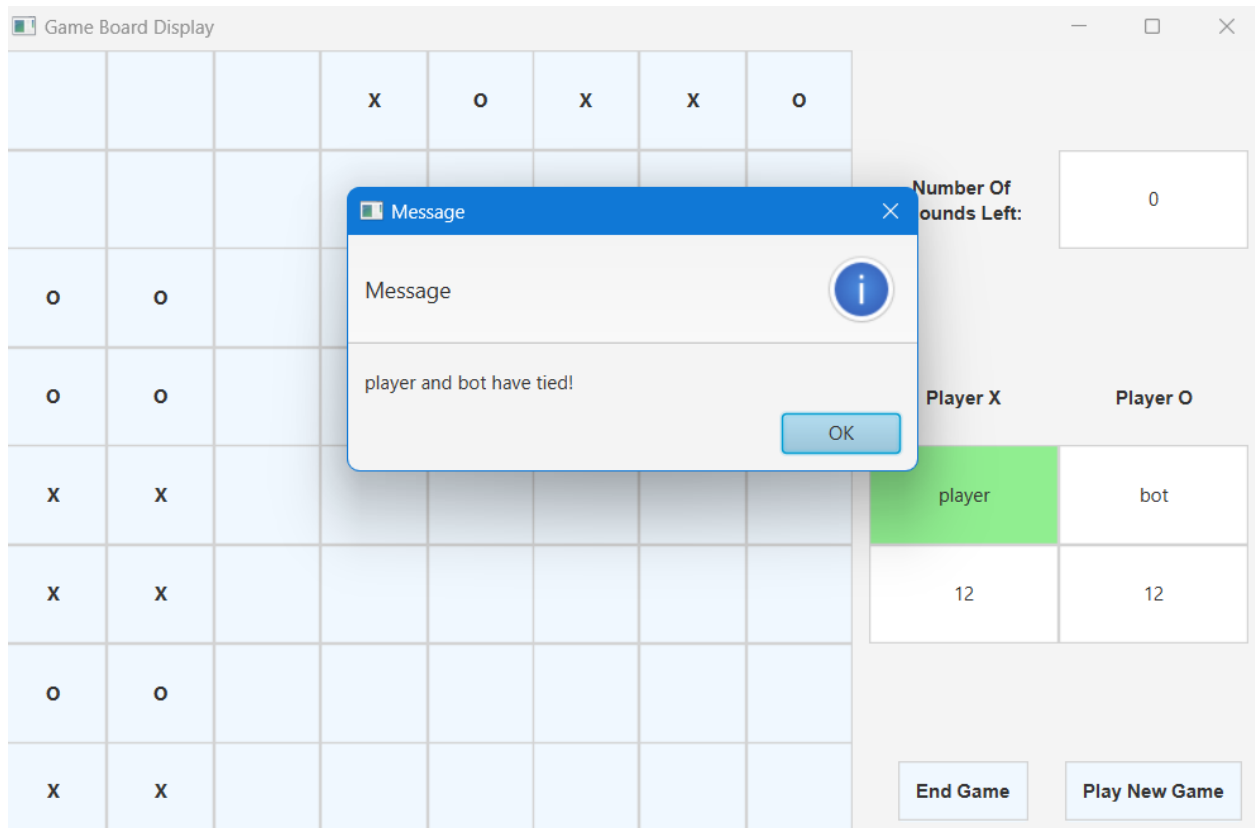 Game Board Display
X O X X O
Number Of
ounds Left:
0
Message
Message
player and bot have tied!
OK
O O
O O
Player X Player O
X X
player bot
X X
12 12
O O
X X
End Game Play New Game